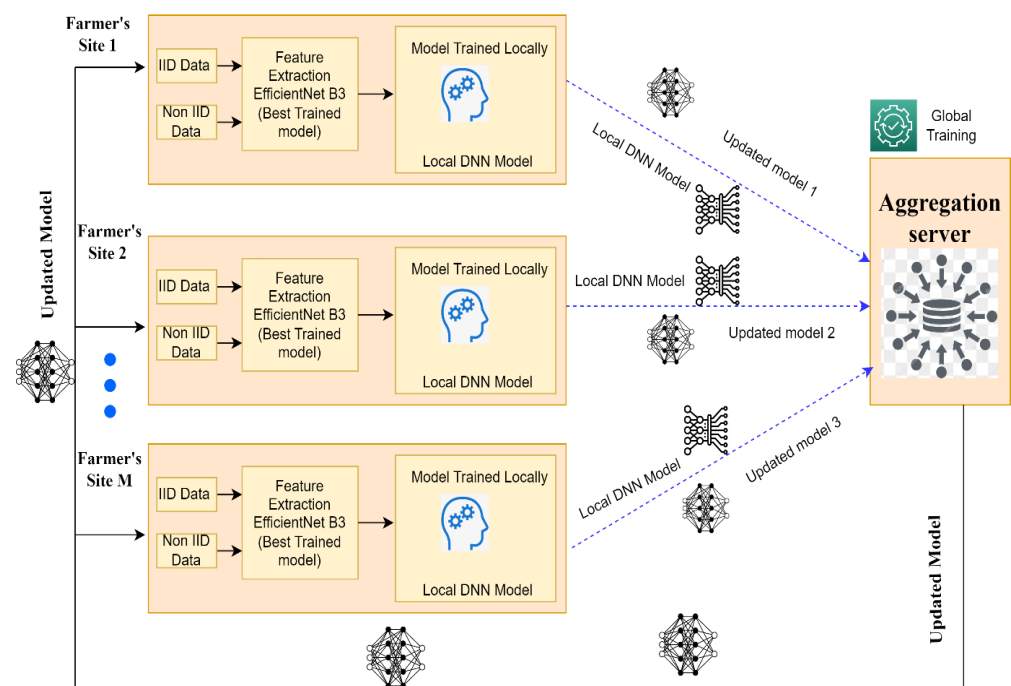 Farmer's
Site 1
IID Data
Non IID
Data
Feature
Extraction
EfficientNet B3
(Best Trained
model)
Model Trained Locally
Local DNN Model
Local DNN Model
Updated model 1
Global
Training
Aggregation
server
Updated Model
Farmer's
Site 2
IID Data
Non IID
Data
Feature
Extraction
EfficientNet B3
(Best Trained
model)
Model Trained Locally
Local DNN Model
Local DNN Model
Updated model 2
Farmer's
Site M
IID Data
Non IID
Data
Feature
Extraction
EfficientNet B3
(Best Trained
model)
Model Trained Locally
Local DNN Model
Local DNN Model
Updated model 3
Updated Model